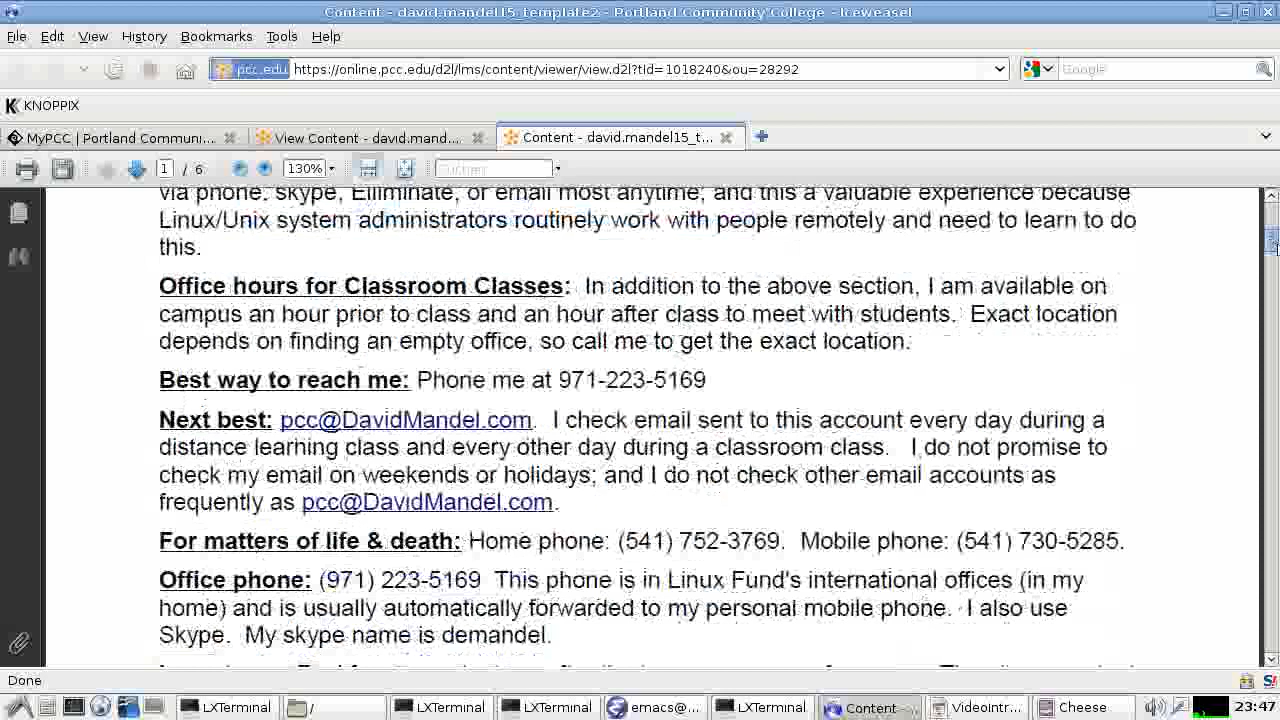 Content - david.mandel15_template2 - Portland Community College - Iceweasel
File Edit View History Bookmarks Tools Help
pcc.edu https://online.pcc.edu/d2l/lms/content/viewer/view.d2l?tId=1018240&ou=28292 Google
KNOPPIX
MyPCC | Portland Communi... View Content - david.mand... Content - david.mandel15_t...
1 / 6 130% Suchen
via phone, skype, Elliminate, or email most anytime; and this a valuable experience because
Linux/Unix system administrators routinely work with people remotely and need to learn to do
this.
Office hours for Classroom Classes: In addition to the above section, I am available on
campus an hour prior to class and an hour after class to meet with students. Exact location
depends on finding an empty office, so call me to get the exact location.
Best way to reach me: Phone me at 971-223-5169
Next best: pcc@DavidMandel.com. I check email sent to this account every day during a
distance learning class and every other day during a classroom class. I do not promise to
check my email on weekends or holidays; and I do not check other email accounts as
frequently as pcc@DavidMandel.com.
For matters of life & death: Home phone: (541) 752-3769. Mobile phone: (541) 730-5285.
Office phone: (971) 223-5169 This phone is in Linux Fund's international offices (in my
home) and is usually automatically forwarded to my personal mobile phone. I also use
Skype. My skype name is demandel.
Done
LXTerminal / LXTerminal LXTerminal emacs@... LXTerminal Content-... Videointr... Cheese 23:47